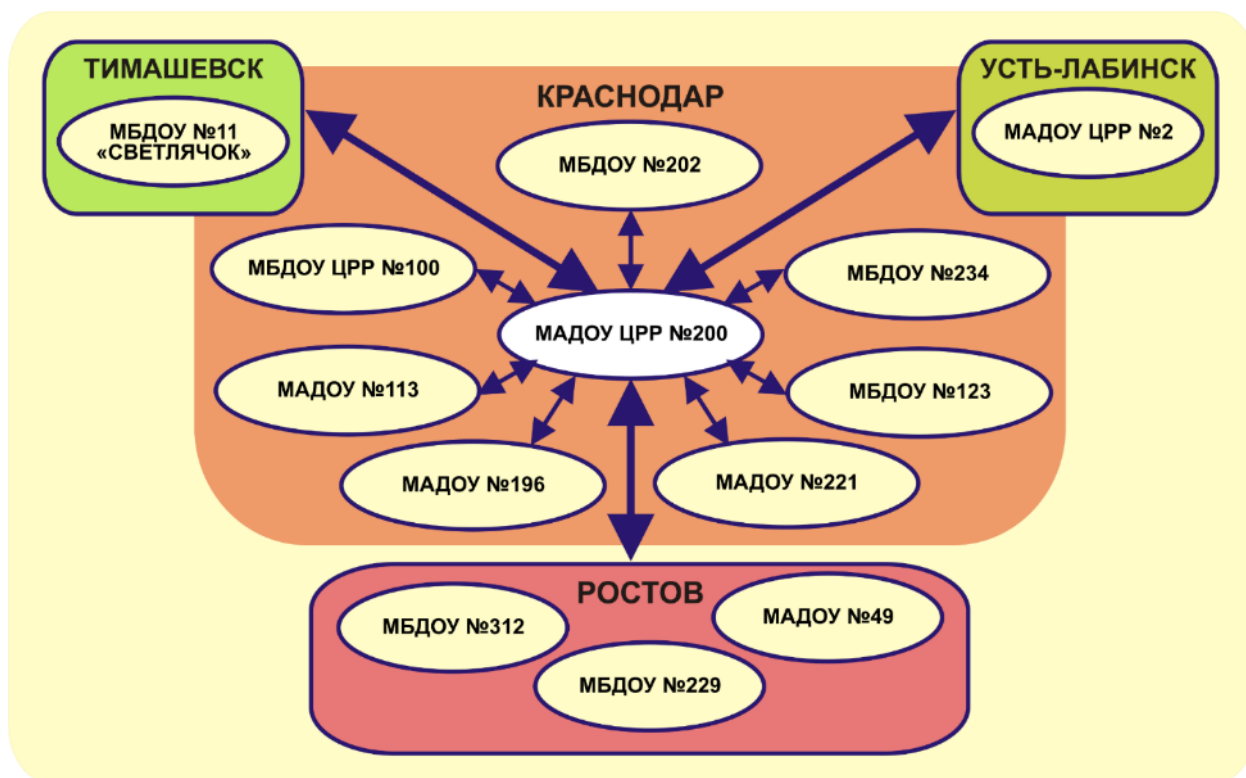 ТИМАШЕВСК
МБДОУ №11
«СВЕТЛЯЧОК»
КРАСНОДАР
УСТЬ-ЛАБИНСК
МАДОУ ЦРР №2
МБДОУ №202
МБДОУ ЦРР №100
МБДОУ №234
МАДОУ ЦРР №200
МАДОУ №113
МБДОУ №123
МАДОУ №196
МАДОУ №221
РОСТОВ
МБДОУ №312
МАДОУ №49
МБДОУ №229